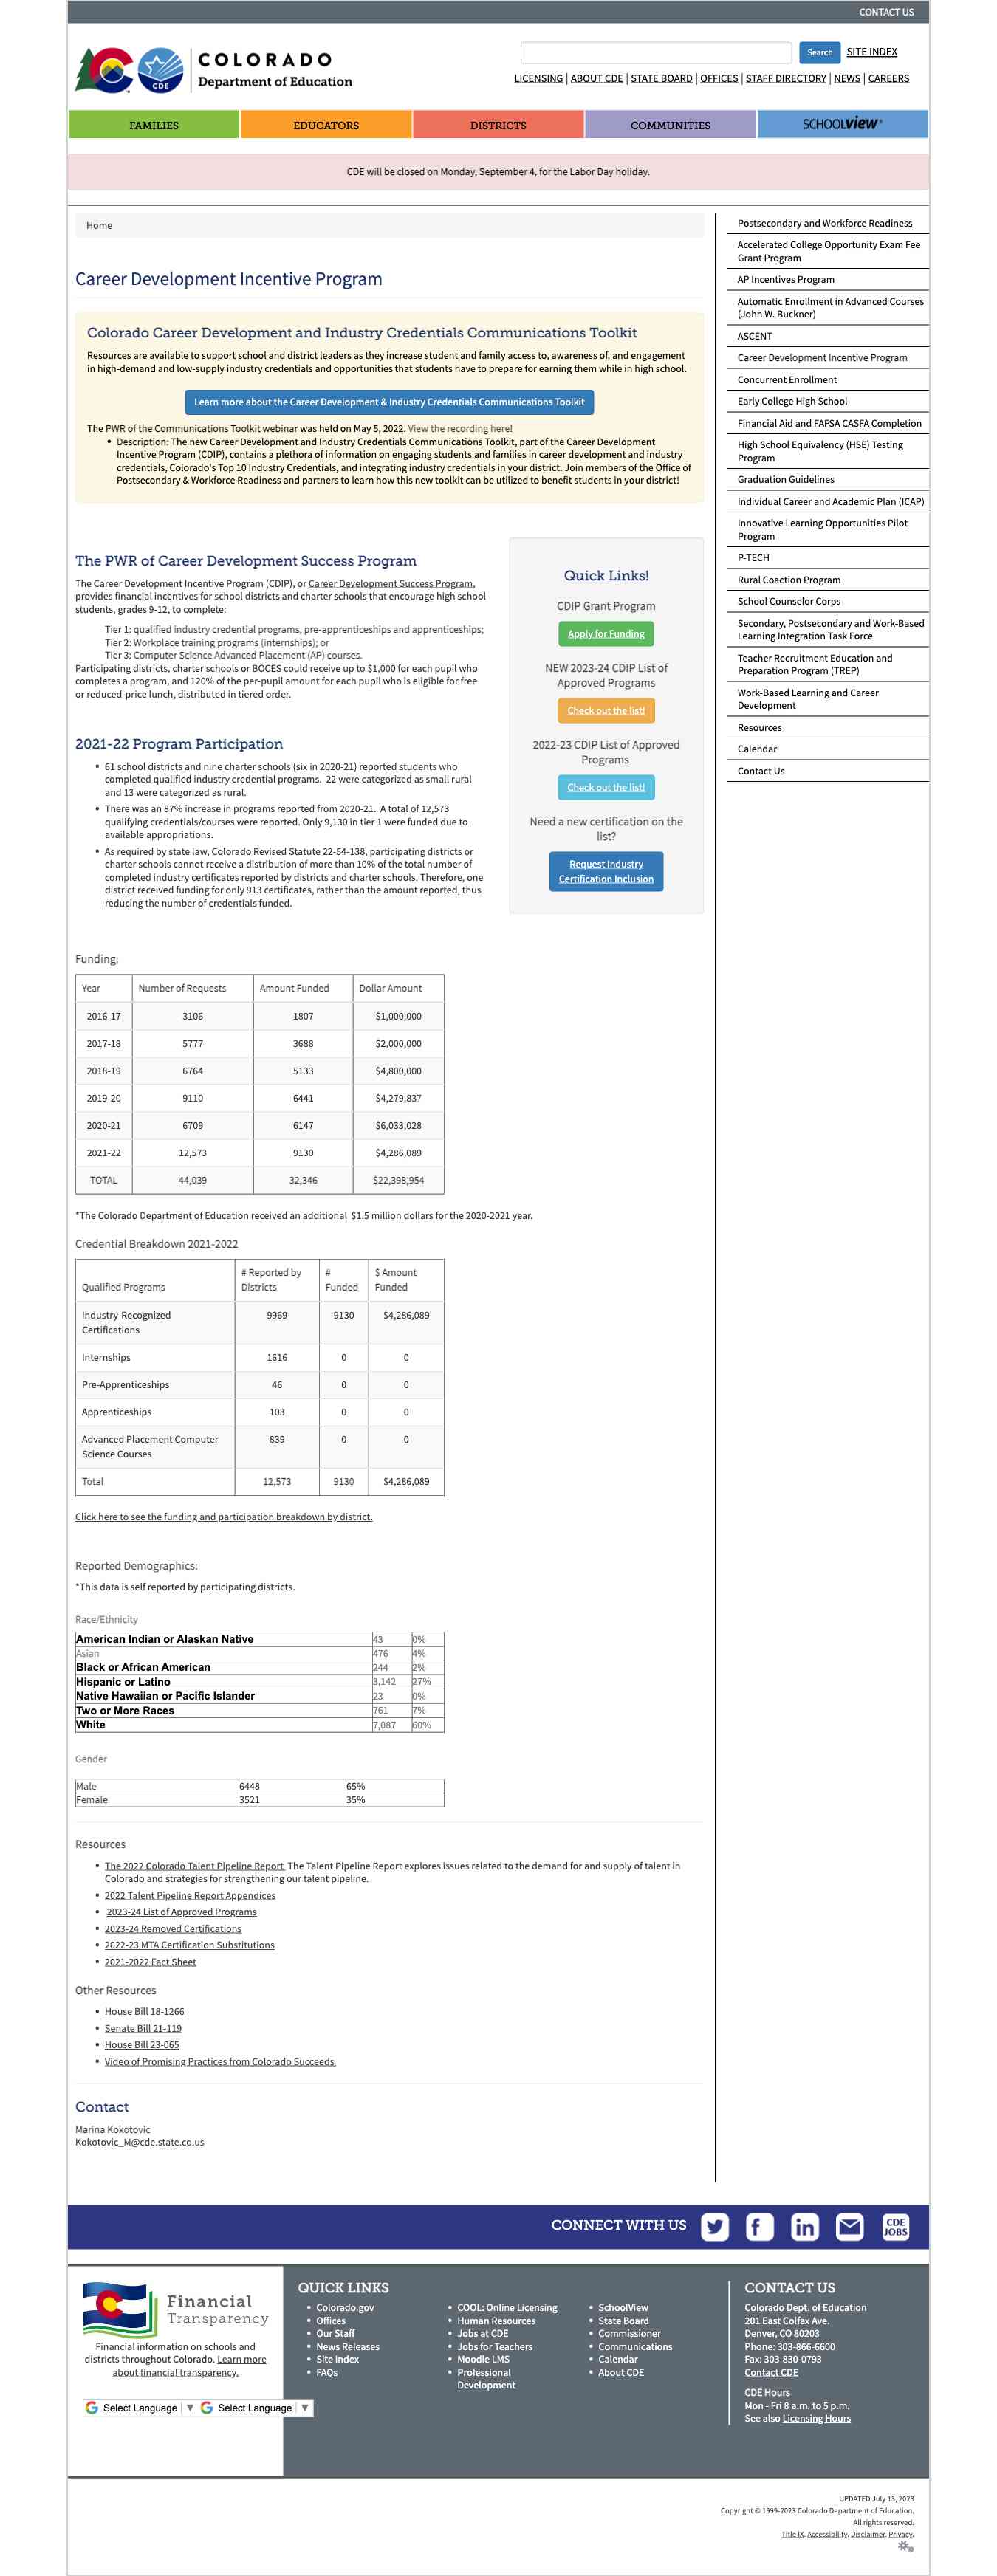 CONTACT US
COLORADO
Department of Education
CDE
Search
SITE INDEX
LICENSING | ABOUT CDE | STATE BOARD | OFFICES | STAFF DIRECTORY | NEWS | CAREERS
FAMILIES
EDUCATORS
DISTRICTS
COMMUNITIES
SCHOOLVIEW®
CDE will be closed on Monday, September 4, for the Labor Day holiday.
Home
Career Development Incentive Program
Colorado Career Development and Industry Credentials Communications Toolkit
Resources are available to support school and district leaders as they increase student and family access to, awareness of, and engagement
in high-demand and low-supply industry credentials and opportunities that students have to prepare for earning them while in high school.
Learn more about the Career Development & Industry Credentials Communications Toolkit
The PWR of the Communications Toolkit webinar was held on May 5, 2022. View the recording here!
• Description: The new Career Development and Industry Credentials Communications Toolkit, part of the Career Development
Incentive Program (CDIP), contains a plethora of information on engaging students and families in career development and industry
credentials, Colorado's Top 10 Industry Credentials, and integrating industry credentials in your district. Join members of the Office of
Postsecondary & Workforce Readiness and partners to learn how this new toolkit can be utilized to benefit students in your district!
The PWR of Career Development Success Program
The Career Development Incentive Program (CDIP), or Career Development Success Program,
provides financial incentives for school districts and charter schools that encourage high school
students, grades 9-12, to complete:
Tier 1: qualified industry credential programs, pre-apprenticeships and apprenticeships;
Tier 2: Workplace training programs (internships); or
Tier 3: Computer Science Advanced Placement (AP) courses.
Participating districts, charter schools or BOCES could receive up to $1,000 for each pupil who
completes a program, and 120% of the per-pupil amount for each pupil who is eligible for free
or reduced-price lunch, distributed in tiered order.
2021-22 Program Participation
• 61 school districts and nine charter schools (six in 2020-21) reported students who
completed qualified industry credential programs. 22 were categorized as small rural
and 13 were categorized as rural.
• There was an 87% increase in programs reported from 2020-21. A total of 12,573
qualifying credentials/courses were reported. Only 9,130 in tier 1 were funded due to
available appropriations.
• As required by state law, Colorado Revised Statute 22-54-138, participating districts or
charter schools cannot receive a distribution of more than 10% of the total number of
completed industry certificates reported by districts and charter schools. Therefore, one
district received funding for only 913 certificates, rather than the amount reported, thus
reducing the number of credentials funded.
Quick Links!
CDIP Grant Program
Apply for Funding
NEW 2023-24 CDIP List of
Approved Programs
Check out the list!
2022-23 CDIP List of Approved
Programs
Check out the list!
Need a new certification on the
list?
Request Industry
Certification Inclusion
Postsecondary and Workforce Readiness
Accelerated College Opportunity Exam Fee
Grant Program
AP Incentives Program
Automatic Enrollment in Advanced Courses
(John W. Buckner)
ASCENT
Career Development Incentive Program
Concurrent Enrollment
Early College High School
Financial Aid and FAFSA CASFA Completion
High School Equivalency (HSE) Testing
Program
Graduation Guidelines
Individual Career and Academic Plan (ICAP)
Innovative Learning Opportunities Pilot
Program
P-TECH
Rural Coaction Program
School Counselor Corps
Secondary, Postsecondary and Work-Based
Learning Integration Task Force
Teacher Recruitment Education and
Preparation Program (TREP)
Work-Based Learning and Career
Development
Resources
Calendar
Contact Us
Funding:
Year Number of Requests Amount Funded Dollar Amount
2016-17 3106 1807 $1,000,000
2017-18 5777 3688 $2,000,000
2018-19 6764 5133 $4,800,000
2019-20 9110 6441 $4,279,837
2020-21 6709 6147 $6,033,028
2021-22 12,573 9130 $4,286,089
TOTAL 44,039 32,346 $22,398,954
*The Colorado Department of Education received an additional $1.5 million dollars for the 2020-2021 year.
Credential Breakdown 2021-2022
Qualified Programs # Reported by Districts # Funded $ Amount Funded
Industry-Recognized Certifications 9969 9130 $4,286,089
Internships 1616 0 0
Pre-Apprenticeships 46 0 0
Apprenticeships 103 0 0
Advanced Placement Computer Science Courses 839 0 0
Total 12,573 9130 $4,286,089
Click here to see the funding and participation breakdown by district.
Reported Demographics:
*This data is self reported by participating districts.
Race/Ethnicity
American Indian or Alaskan Native 43 0%
Asian 476 4%
Black or African American 244 2%
Hispanic or Latino 3,142 27%
Native Hawaiian or Pacific Islander 23 0%
Two or More Races 761 7%
White 7,087 60%
Gender
Male 6448 65%
Female 3521 35%
Resources
• The 2022 Colorado Talent Pipeline Report The Talent Pipeline Report explores issues related to the demand for and supply of talent in
Colorado and strategies for strengthening our talent pipeline.
• 2022 Talent Pipeline Report Appendices
• 2023-24 List of Approved Programs
• 2023-24 Removed Certifications
• 2022-23 MTA Certification Substitutions
• 2021-2022 Fact Sheet
Other Resources
• House Bill 18-1266
• Senate Bill 21-119
• House Bill 23-065
• Video of Promising Practices from Colorado Succeeds
Contact
Marina Kokotovic
Kokotovic_M@cde.state.co.us
CONNECT WITH US
CDE
JOBS
Financial
Transparency
Financial information on schools and
districts throughout Colorado. Learn more
about financial transparency.
Select Language ▼
Select Language ▼
QUICK LINKS
• Colorado.gov
• Offices
• Our Staff
• News Releases
• Site Index
• FAQs
• COOL: Online Licensing
• Human Resources
• Jobs at CDE
• Jobs for Teachers
• Moodle LMS
• Professional
Development
• SchoolView
• State Board
• Commissioner
• Communications
• Calendar
• About CDE
CONTACT US
Colorado Dept. of Education
201 East Colfax Ave.
Denver, CO 80203
Phone: 303-866-6600
Fax: 303-830-0793
Contact CDE
CDE Hours
Mon - Fri 8 a.m. to 5 p.m.
See also Licensing Hours
UPDATED July 13, 2023
Copyright © 1999-2023 Colorado Department of Education.
All rights reserved.
Title IX. Accessibility. Disclaimer. Privacy.